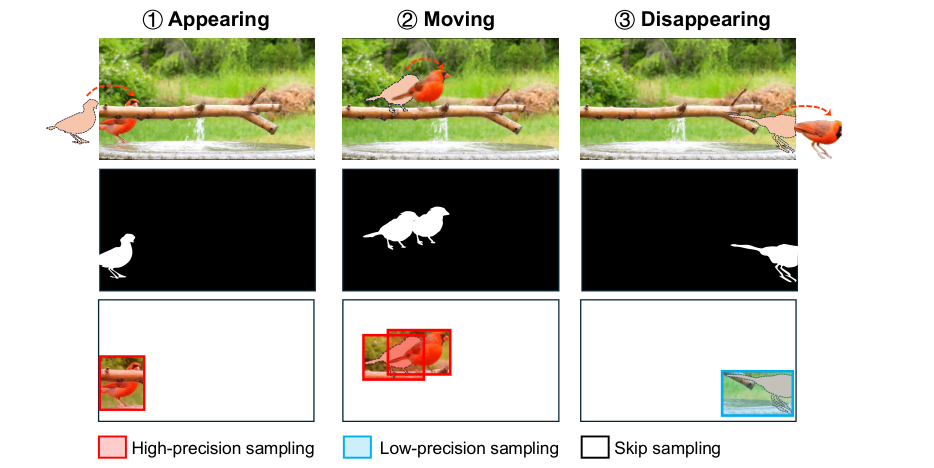 ① Appearing
② Moving
③ Disappearing
High-precision sampling
Low-precision sampling
Skip sampling